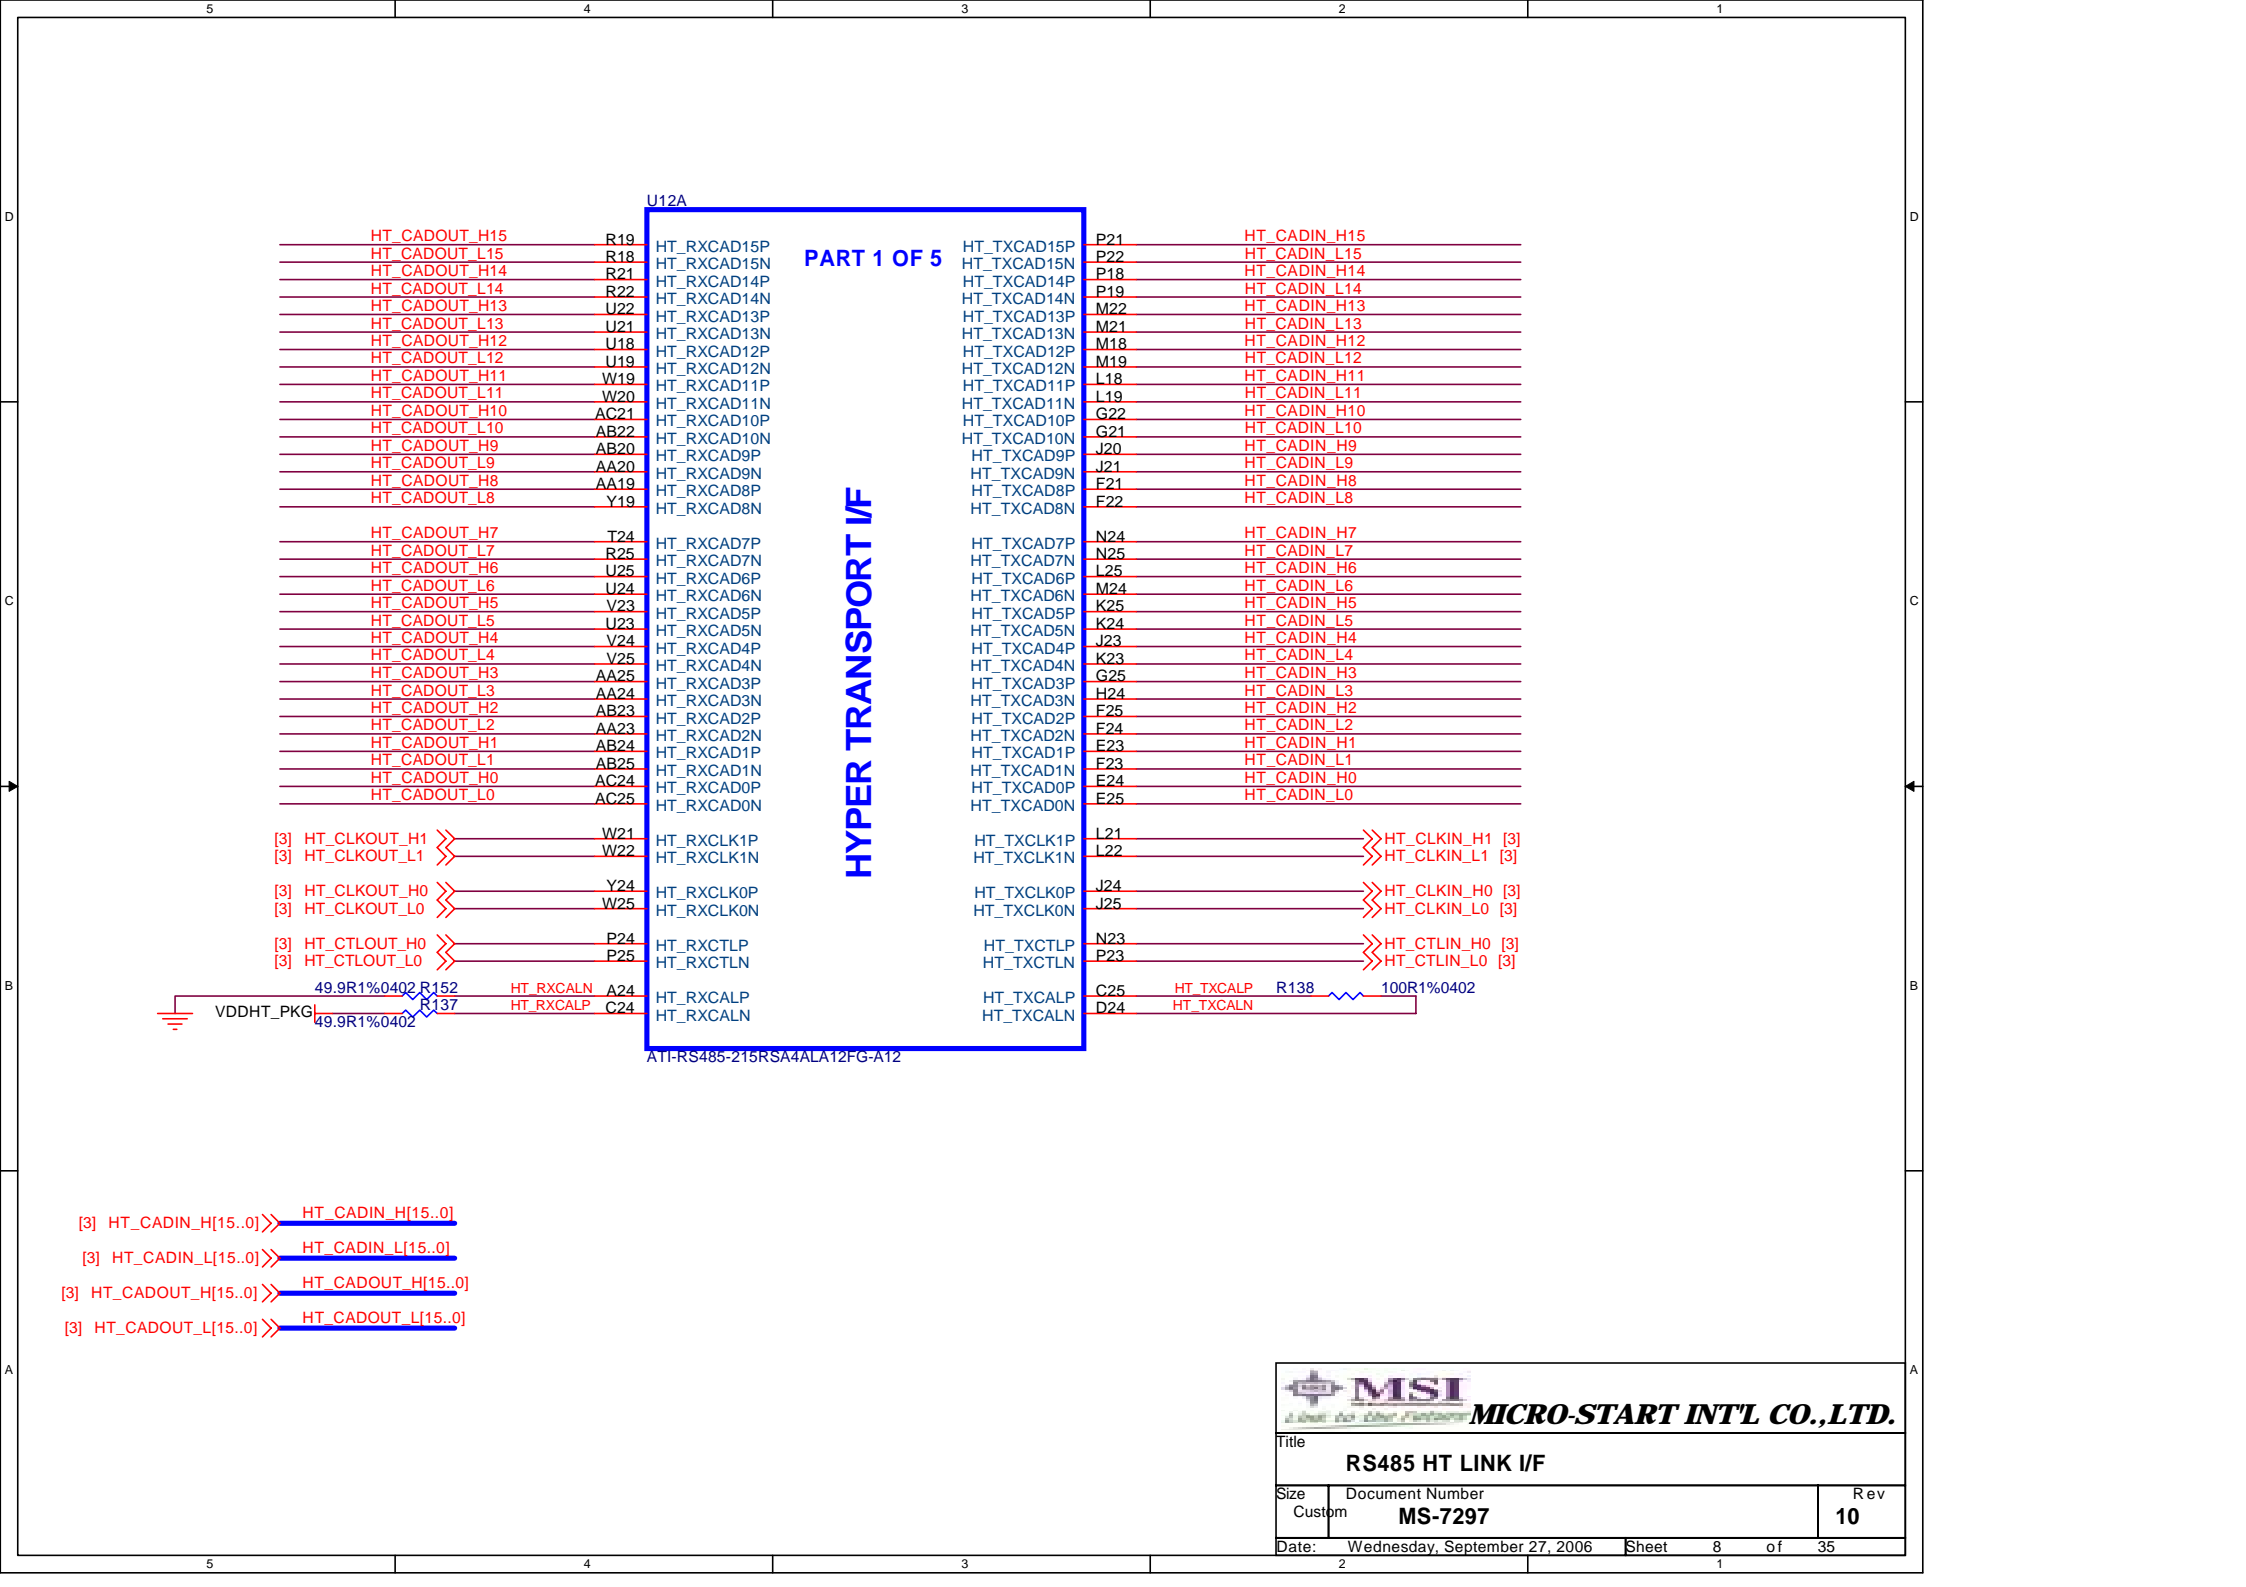 5 4 3 2 1
U12A
PART 1 OF 5
HYPER TRANSPORT I/F
HT_CADOUT_H15 R19 HT_RXCAD15P HT_TXCAD15P P21 HT_CADIN_H15
HT_CADOUT_L15 R18 HT_RXCAD15N HT_TXCAD15N P22 HT_CADIN_L15
HT_CADOUT_H14 R21 HT_RXCAD14P HT_TXCAD14P P18 HT_CADIN_H14
HT_CADOUT_L14 R22 HT_RXCAD14N HT_TXCAD14N P19 HT_CADIN_L14
HT_CADOUT_H13 U22 HT_RXCAD13P HT_TXCAD13P M22 HT_CADIN_H13
HT_CADOUT_L13 U21 HT_RXCAD13N HT_TXCAD13N M21 HT_CADIN_L13
HT_CADOUT_H12 U18 HT_RXCAD12P HT_TXCAD12P M18 HT_CADIN_H12
HT_CADOUT_L12 U19 HT_RXCAD12N HT_TXCAD12N M19 HT_CADIN_L12
HT_CADOUT_H11 W19 HT_RXCAD11P HT_TXCAD11P L18 HT_CADIN_H11
HT_CADOUT_L11 W20 HT_RXCAD11N HT_TXCAD11N L19 HT_CADIN_L11
HT_CADOUT_H10 AC21 HT_RXCAD10P HT_TXCAD10P G22 HT_CADIN_H10
HT_CADOUT_L10 AB22 HT_RXCAD10N HT_TXCAD10N G21 HT_CADIN_L10
HT_CADOUT_H9 AB20 HT_RXCAD9P HT_TXCAD9P J20 HT_CADIN_H9
HT_CADOUT_L9 AA20 HT_RXCAD9N HT_TXCAD9N J21 HT_CADIN_L9
HT_CADOUT_H8 AA19 HT_RXCAD8P HT_TXCAD8P F21 HT_CADIN_H8
HT_CADOUT_L8 Y19 HT_RXCAD8N HT_TXCAD8N F22 HT_CADIN_L8
HT_CADOUT_H7 T24 HT_RXCAD7P HT_TXCAD7P N24 HT_CADIN_H7
HT_CADOUT_L7 R25 HT_RXCAD7N HT_TXCAD7N N25 HT_CADIN_L7
HT_CADOUT_H6 U25 HT_RXCAD6P HT_TXCAD6P L25 HT_CADIN_H6
HT_CADOUT_L6 U24 HT_RXCAD6N HT_TXCAD6N M24 HT_CADIN_L6
HT_CADOUT_H5 V23 HT_RXCAD5P HT_TXCAD5P K25 HT_CADIN_H5
HT_CADOUT_L5 U23 HT_RXCAD5N HT_TXCAD5N K24 HT_CADIN_L5
HT_CADOUT_H4 V24 HT_RXCAD4P HT_TXCAD4P J23 HT_CADIN_H4
HT_CADOUT_L4 V25 HT_RXCAD4N HT_TXCAD4N K23 HT_CADIN_L4
HT_CADOUT_H3 AA25 HT_RXCAD3P HT_TXCAD3P G25 HT_CADIN_H3
HT_CADOUT_L3 AA24 HT_RXCAD3N HT_TXCAD3N H24 HT_CADIN_L3
HT_CADOUT_H2 AB23 HT_RXCAD2P HT_TXCAD2P F25 HT_CADIN_H2
HT_CADOUT_L2 AA23 HT_RXCAD2N HT_TXCAD2N F24 HT_CADIN_L2
HT_CADOUT_H1 AB24 HT_RXCAD1P HT_TXCAD1P E23 HT_CADIN_H1
HT_CADOUT_L1 AB25 HT_RXCAD1N HT_TXCAD1N F23 HT_CADIN_L1
HT_CADOUT_H0 AC24 HT_RXCAD0P HT_TXCAD0P E24 HT_CADIN_H0
HT_CADOUT_L0 AC25 HT_RXCAD0N HT_TXCAD0N E25 HT_CADIN_L0
[3] HT_CLKOUT_H1 W21 HT_RXCLK1P HT_TXCLK1P L21 HT_CLKIN_H1 [3]
[3] HT_CLKOUT_L1 W22 HT_RXCLK1N HT_TXCLK1N L22 HT_CLKIN_L1 [3]
[3] HT_CLKOUT_H0 Y24 HT_RXCLK0P HT_TXCLK0P J24 HT_CLKIN_H0 [3]
[3] HT_CLKOUT_L0 W25 HT_RXCLK0N HT_TXCLK0N J25 HT_CLKIN_L0 [3]
[3] HT_CTLOUT_H0 P24 HT_RXCTLP HT_TXCTLP N23 HT_CTLIN_H0 [3]
[3] HT_CTLOUT_L0 P25 HT_RXCTLN HT_TXCTLN P23 HT_CTLIN_L0 [3]
49.9R1%0402 R152 HT_RXCALN A24 HT_RXCALP HT_TXCALP C25 HT_TXCALP R138 100R1%0402
VDDHT_PKG 49.9R1%0402 R137 HT_RXCALP C24 HT_RXCALN HT_TXCALN D24 HT_TXCALN
ATI-RS485-215RSA4ALA12FG-A12
[3] HT_CADIN_H[15..0] HT_CADIN_H[15..0]
[3] HT_CADIN_L[15..0] HT_CADIN_L[15..0]
[3] HT_CADOUT_H[15..0] HT_CADOUT_H[15..0]
[3] HT_CADOUT_L[15..0] HT_CADOUT_L[15..0]
D D
C C
B B
A A
MSI
Link to the Future
MICRO-START INT'L CO.,LTD.
Title
RS485 HT LINK I/F
Size Document Number Rev
Custom MS-7297 10
Date: Wednesday, September 27, 2006 Sheet 8 of 35
5 4 3 2 1